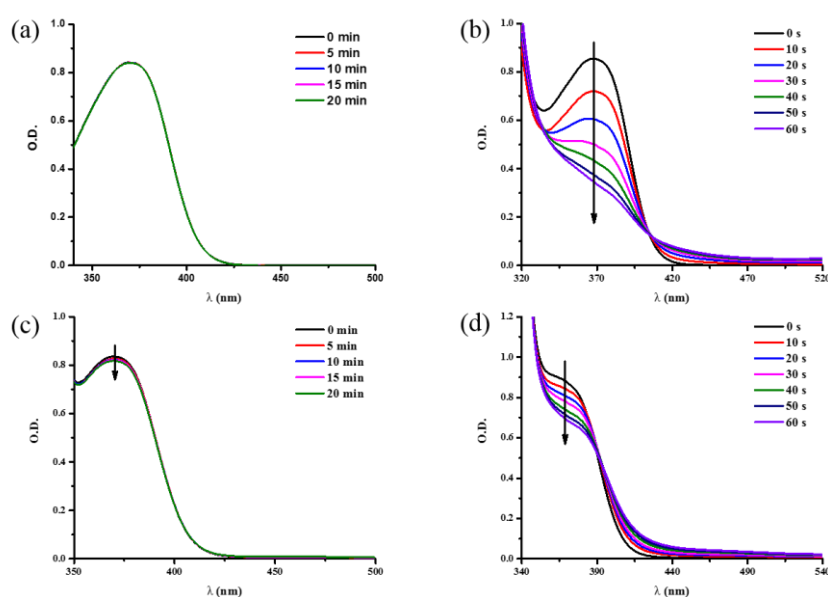 (a)
1.0
0.8
0.6
0.4
0.2
0.0
O.D.
350
400
450
500
λ (nm)
0 min
5 min
10 min
15 min
20 min
(b)
1.0
0.8
0.6
0.4
0.2
0.0
O.D.
320
370
420
470
520
λ (nm)
0 s
10 s
20 s
30 s
40 s
50 s
60 s
(c)
1.0
0.8
0.6
0.4
0.2
0.0
O.D.
350
400
450
500
λ (nm)
0 min
5 min
10 min
15 min
20 min
(d)
1.2
1.0
0.8
0.6
0.4
0.2
0.0
O.D.
340
390
440
490
540
λ (nm)
0 s
10 s
20 s
30 s
40 s
50 s
60 s